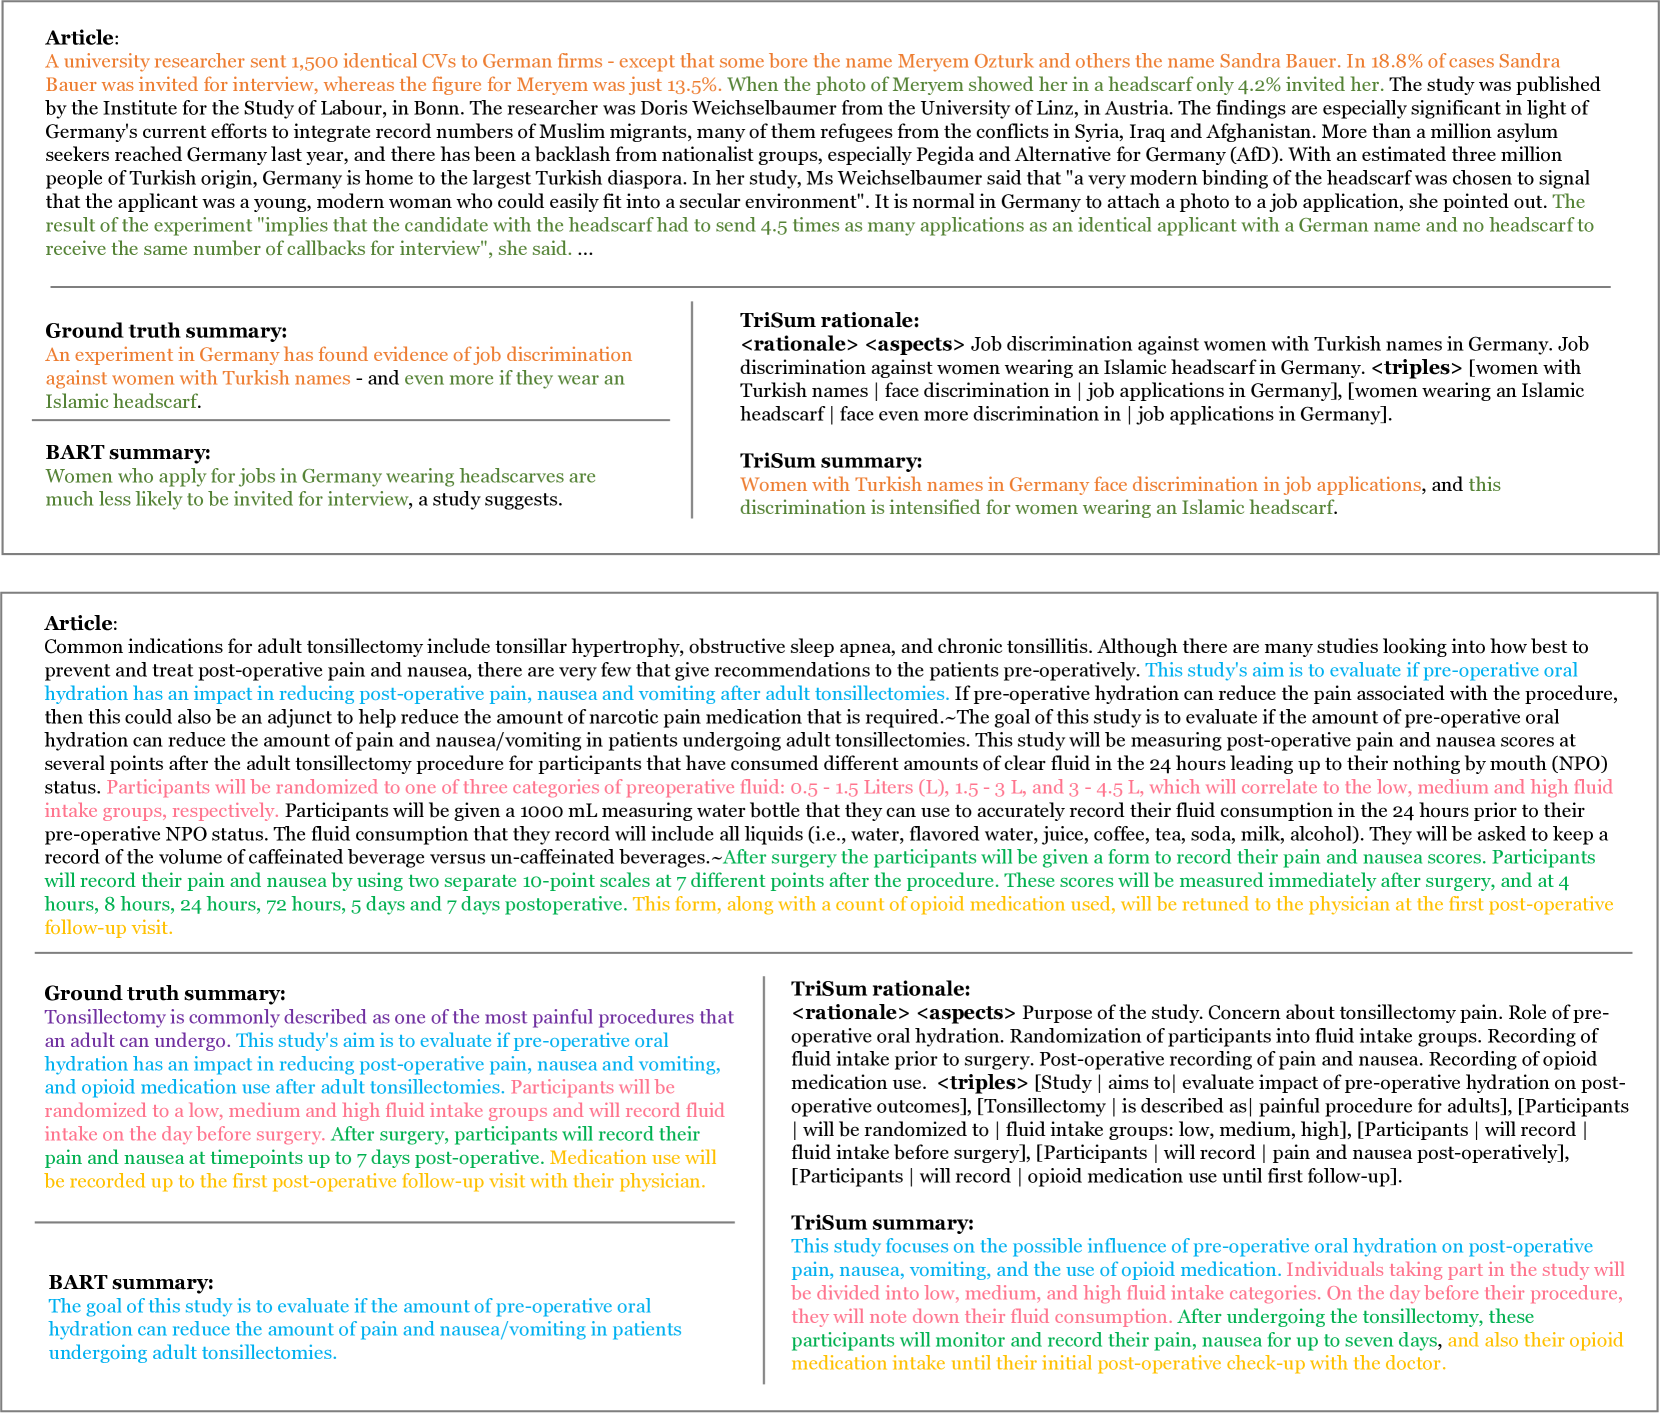 Article:
A university researcher sent 1,500 identical CVs to German firms - except that some bore the name Meryem Ozturk and others the name Sandra Bauer. In 18.8% of cases Sandra
Bauer was invited for interview, whereas the figure for Meryem was just 13.5%. When the photo of Meryem showed her in a headscarf only 4.2% invited her. The study was published
by the Institute for the Study of Labour, in Bonn. The researcher was Doris Weichselbaumer from the University of Linz, in Austria. The findings are especially significant in light of
Germany's current efforts to integrate record numbers of Muslim migrants, many of them refugees from the conflicts in Syria, Iraq and Afghanistan. More than a million asylum
seekers reached Germany last year, and there has been a backlash from nationalist groups, especially Pegida and Alternative for Germany (AfD). With an estimated three million
people of Turkish origin, Germany is home to the largest Turkish diaspora. In her study, Ms Weichselbaumer said that "a very modern binding of the headscarf was chosen to signal
that the applicant was a young, modern woman who could easily fit into a secular environment". It is normal in Germany to attach a photo to a job application, she pointed out. The
result of the experiment "implies that the candidate with the headscarf had to send 4.5 times as many applications as an identical applicant with a German name and no headscarf to
receive the same number of callbacks for interview", she said. ...
Ground truth summary:
An experiment in Germany has found evidence of job discrimination
against women with Turkish names - and even more if they wear an
Islamic headscarf.
BART summary:
Women who apply for jobs in Germany wearing headscarves are
much less likely to be invited for interview, a study suggests.
TriSum rationale:
<rationale> <aspects> Job discrimination against women with Turkish names in Germany. Job
discrimination against women wearing an Islamic headscarf in Germany. <triples> [women with
Turkish names | face discrimination in | job applications in Germany], [women wearing an Islamic
headscarf | face even more discrimination in | job applications in Germany].
TriSum summary:
Women with Turkish names in Germany face discrimination in job applications, and this
discrimination is intensified for women wearing an Islamic headscarf.
Article:
Common indications for adult tonsillectomy include tonsillar hypertrophy, obstructive sleep apnea, and chronic tonsillitis. Although there are many studies looking into how best to
prevent and treat post-operative pain and nausea, there are very few that give recommendations to the patients pre-operatively. This study's aim is to evaluate if pre-operative oral
hydration has an impact in reducing post-operative pain, nausea and vomiting after adult tonsillectomies. If pre-operative hydration can reduce the pain associated with the procedure,
then this could also be an adjunct to help reduce the amount of narcotic pain medication that is required.~The goal of this study is to evaluate if the amount of pre-operative oral
hydration can reduce the amount of pain and nausea/vomiting in patients undergoing adult tonsillectomies. This study will be measuring post-operative pain and nausea scores at
several points after the adult tonsillectomy procedure for participants that have consumed different amounts of clear fluid in the 24 hours leading up to their nothing by mouth (NPO)
status. Participants will be randomized to one of three categories of preoperative fluid: 0.5 - 1.5 Liters (L), 1.5 - 3 L, and 3 - 4.5 L, which will correlate to the low, medium and high fluid
intake groups, respectively. Participants will be given a 1000 mL measuring water bottle that they can use to accurately record their fluid consumption in the 24 hours prior to their
pre-operative NPO status. The fluid consumption that they record will include all liquids (i.e., water, flavored water, juice, coffee, tea, soda, milk, alcohol). They will be asked to keep a
record of the volume of caffeinated beverage versus un-caffeinated beverages.~After surgery the participants will be given a form to record their pain and nausea scores. Participants
will record their pain and nausea by using two separate 10-point scales at 7 different points after the procedure. These scores will be measured immediately after surgery, and at 4
hours, 8 hours, 24 hours, 72 hours, 5 days and 7 days postoperative. This form, along with a count of opioid medication used, will be retuned to the physician at the first post-operative
follow-up visit.
Ground truth summary:
Tonsillectomy is commonly described as one of the most painful procedures that
an adult can undergo. This study's aim is to evaluate if pre-operative oral
hydration has an impact in reducing post-operative pain, nausea and vomiting,
and opioid medication use after adult tonsillectomies. Participants will be
randomized to a low, medium and high fluid intake groups and will record fluid
intake on the day before surgery. After surgery, participants will record their
pain and nausea at timepoints up to 7 days post-operative. Medication use will
be recorded up to the first post-operative follow-up visit with their physician.
BART summary:
The goal of this study is to evaluate if the amount of pre-operative oral
hydration can reduce the amount of pain and nausea/vomiting in patients
undergoing adult tonsillectomies.
TriSum rationale:
<rationale> <aspects> Purpose of the study. Concern about tonsillectomy pain. Role of pre-
operative oral hydration. Randomization of participants into fluid intake groups. Recording of
fluid intake prior to surgery. Post-operative recording of pain and nausea. Recording of opioid
medication use. <triples> [Study | aims to| evaluate impact of pre-operative hydration on post-
operative outcomes], [Tonsillectomy | is described as| painful procedure for adults], [Participants
| will be randomized to | fluid intake groups: low, medium, high], [Participants | will record |
fluid intake before surgery], [Participants | will record | pain and nausea post-operatively],
[Participants | will record | opioid medication use until first follow-up].
TriSum summary:
This study focuses on the possible influence of pre-operative oral hydration on post-operative
pain, nausea, vomiting, and the use of opioid medication. Individuals taking part in the study will
be divided into low, medium, and high fluid intake categories. On the day before their procedure,
they will note down their fluid consumption. After undergoing the tonsillectomy, these
participants will monitor and record their pain, nausea for up to seven days, and also their opioid
medication intake until their initial post-operative check-up with the doctor.